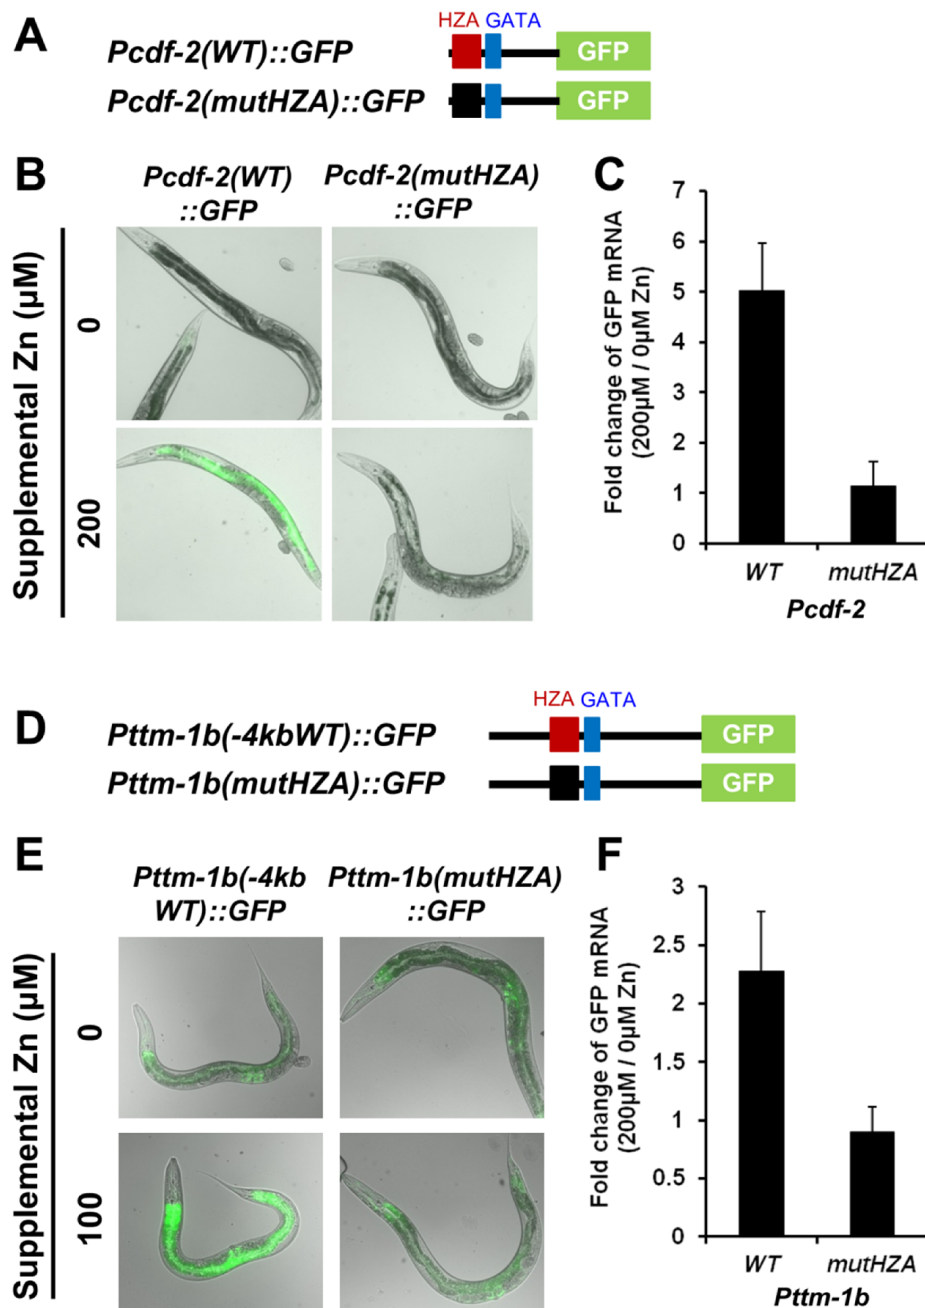 A
HZA GATA
Pcdf-2(WT)::GFP
GFP
Pcdf-2(mutHZA)::GFP
GFP
B
Pcdf-2(WT)
::GFP
Pcdf-2(mutHZA)
::GFP
Supplemental Zn (µM)
0
200
C
Fold change of GFP mRNA
(200µM / 0µM Zn)
7
6
5
4
3
2
1
0
WT
mutHZA
Pcdf-2
D
HZA GATA
Pttm-1b(-4kbWT)::GFP
GFP
Pttm-1b(mutHZA)::GFP
GFP
E
Pttm-1b(-4kb
WT)::GFP
Pttm-1b(mutHZA)
::GFP
Supplemental Zn (µM)
0
100
F
Fold change of GFP mRNA
(200µM / 0µM Zn)
3
2.5
2
1.5
1
0.5
0
WT
mutHZA
Pttm-1b